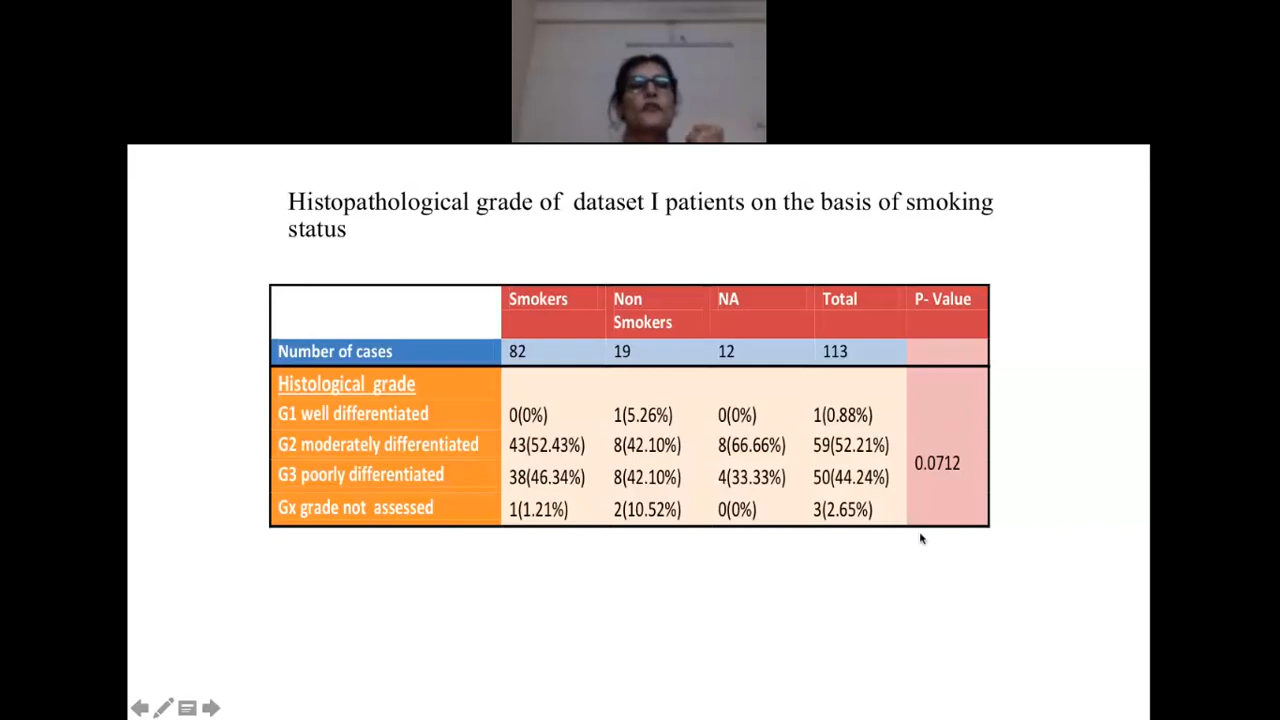 Histopathological grade of dataset I patients on the basis of smoking
status
Smokers Non Smokers NA Total P- Value
Number of cases 82 19 12 113
Histological grade
G1 well differentiated 0(0%) 1(5.26%) 0(0%) 1(0.88%)
G2 moderately differentiated 43(52.43%) 8(42.10%) 8(66.66%) 59(52.21%)
0.0712
G3 poorly differentiated 38(46.34%) 8(42.10%) 4(33.33%) 50(44.24%)
Gx grade not assessed 1(1.21%) 2(10.52%) 0(0%) 3(2.65%)